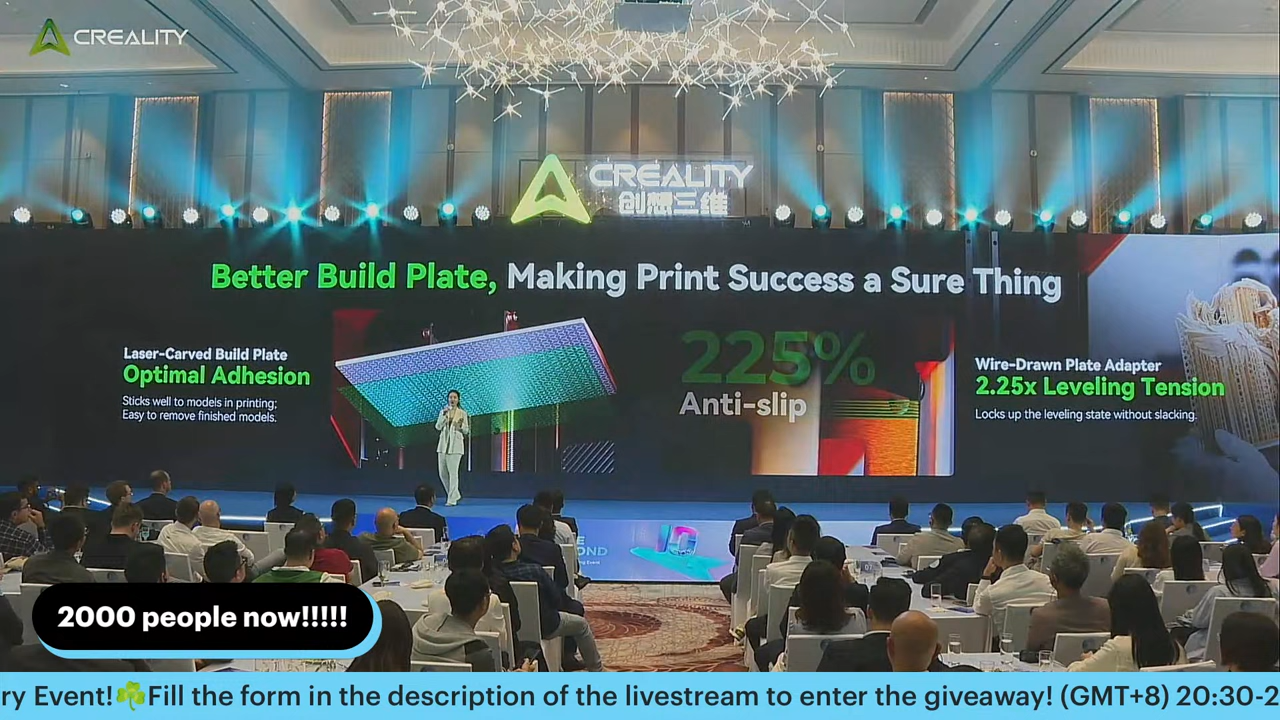 CREALITY
CREALITY
创想三维
Better Build Plate, Making Print Success a Sure Thing
Laser-Carved Build Plate
Optimal Adhesion
Sticks well to models in printing;
Easy to remove finished models.
225%
Anti-slip
Wire-Drawn Plate Adapter
2.25x Leveling Tension
Locks up the leveling state without slacking.
2000 people now!!!!!
ry Event!☘️Fill the form in the description of the livestream to enter the giveaway! (GMT+8) 20:30-2